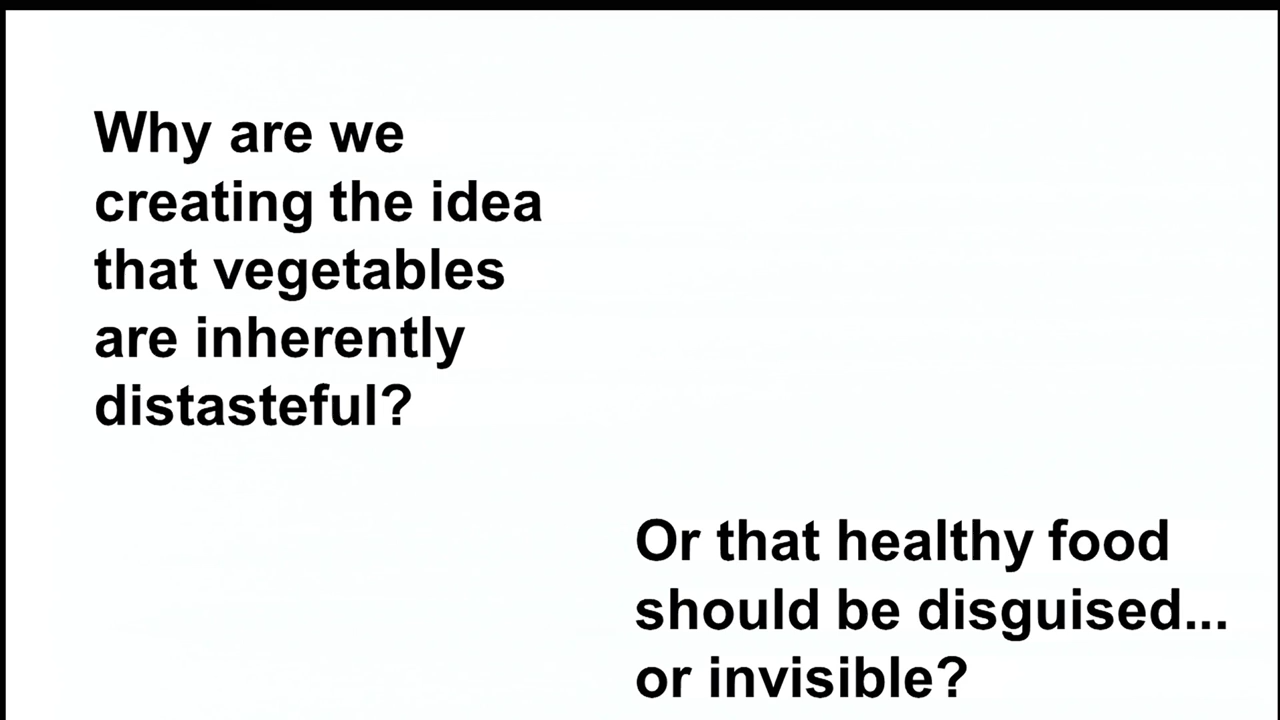 Why are we
creating the idea
that vegetables
are inherently
distasteful?
Or that healthy food
should be disguised...
or invisible?